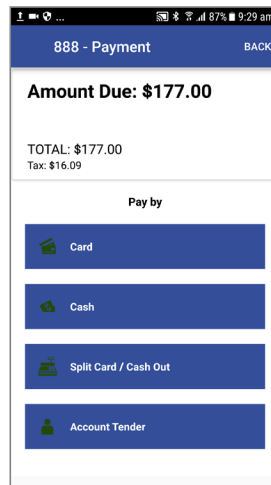 ... 87% 9:29 am
888 - Payment BACK
Amount Due: $177.00
TOTAL: $177.00
Tax: $16.09
Pay by
Card
Cash
Split Card / Cash Out
Account Tender